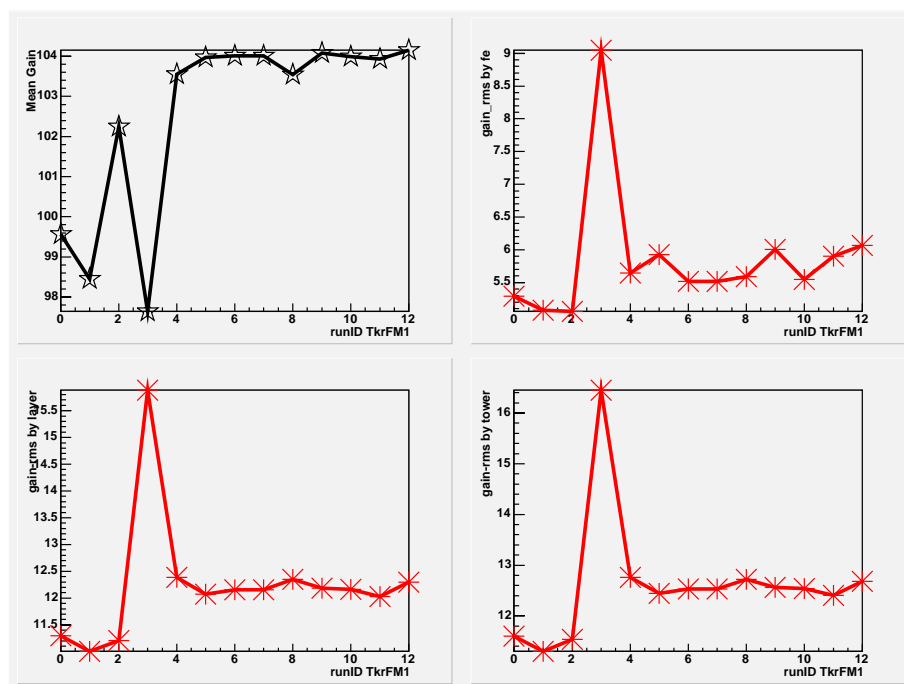 Mean Gain
104
103
102
101
100
99
98
0 2 4 6 8 10 12
runID TkrFM1
gain_rms by fe
9
8.5
8
7.5
7
6.5
6
5.5
0 2 4 6 8 10 12
runID TkrFM1
gain-rms by layer
15.5
15
14.5
14
13.5
13
12.5
12
11.5
0 2 4 6 8 10 12
runID TkrFM1
gain-rms by tower
16
15
14
13
12
0 2 4 6 8 10 12
runID TkrFM1